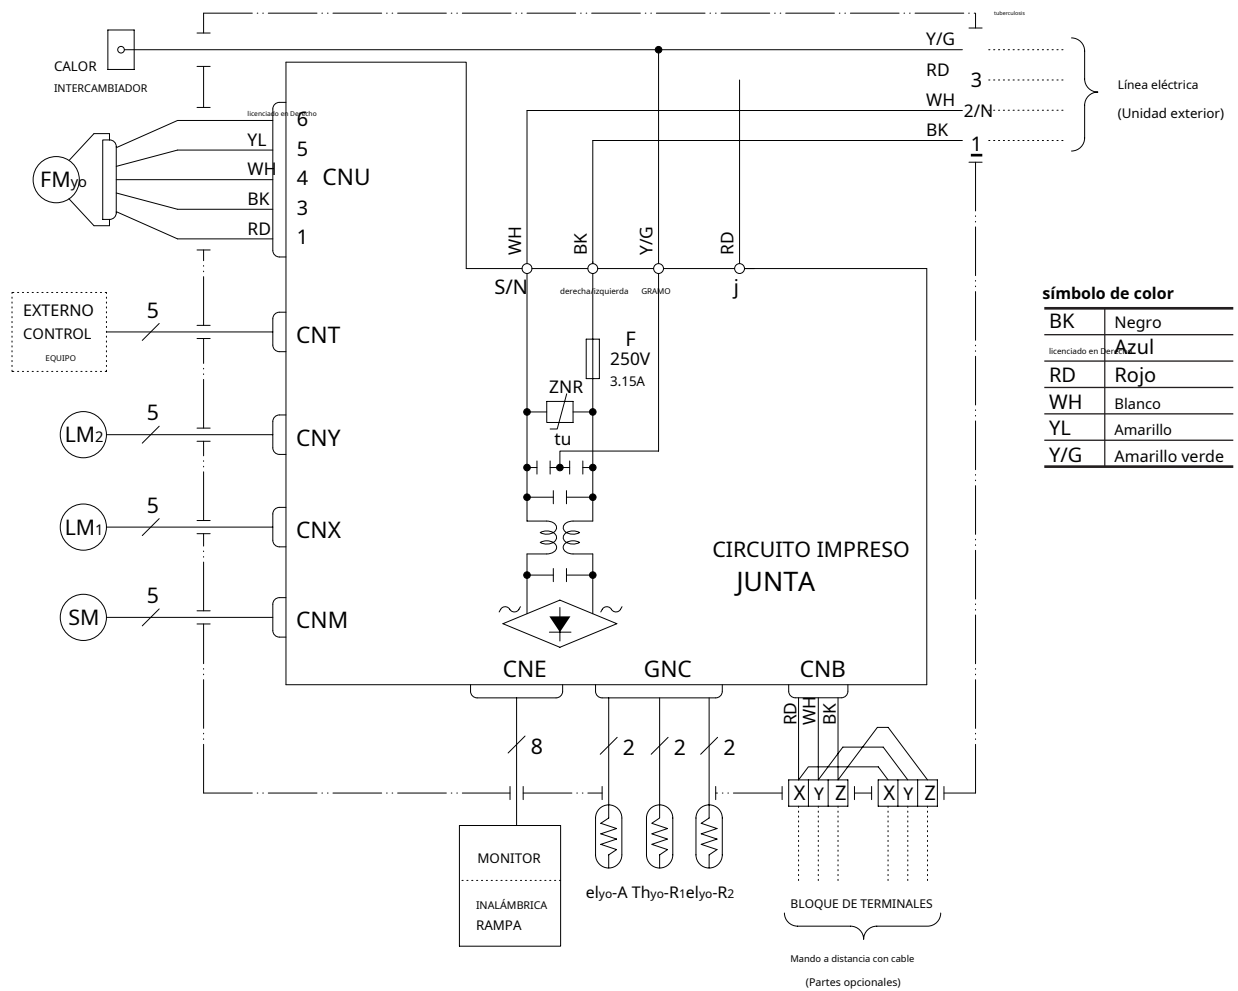 tuberculosis
Y/G
CALOR
INTERCAMBIADOR
RD
3
WH
2/N
BK
1
Línea eléctrica
(Unidad exterior)
licenciado en Derecho
6
YL
5
WH
4
CNU
BK
3
RD
1
FMyo
WH
BK
Y/G
RD
S/N
derecha/izquierda
GRAMO
j
EXTERNO
CONTROL
EQUIPO
5
CNT
F
250V
3.15A
ZNR
tu
LM2
5
CNY
LM1
5
CNX
SM
5
CNM
CIRCUITO IMPRESO
JUNTA
símbolo de color
BK Negro
licenciado en Derecho Azul
RD Rojo
WH Blanco
YL Amarillo
Y/G Amarillo verde
CNE
GNC
CNB
RD
WH
BK
8
2
2
2
X Y Z
X Y Z
MONITOR
INALÁMBRICA
RAMPA
elyo-A Thyo-R1elyo-R2
BLOQUE DE TERMINALES
Mando a distancia con cable
(Partes opcionales)